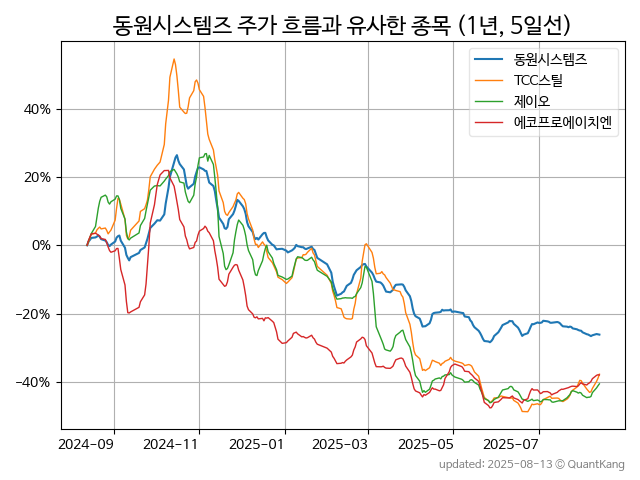 동원시스템즈 주가 흐름과 유사한 종목 (1년, 5일선)
동원시스템즈
TCC스틸
제이오
에코프로에이치엔
40%
20%
0%
−20%
−40%
2024-09 2024-11 2025-01 2025-03 2025-05 2025-07
updated: 2025-08-13 © QuantKang